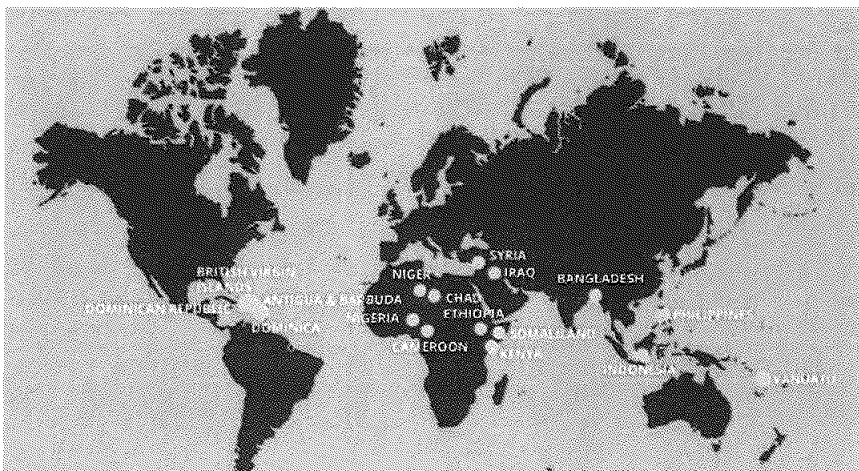 SYRIA
IRAQ
BRITISH VIRGIN
ISLANDS
NIGER
BANGLADESH
ANTIGUA & BARBUDA
CHAD
DOMINICAN REPUBLIC
ETHIOPIA
NIGERIA
PHILIPPINES
DOMINICA
SOMALILAND
CAMEROON
KENYA
INDONESIA
VANUATU